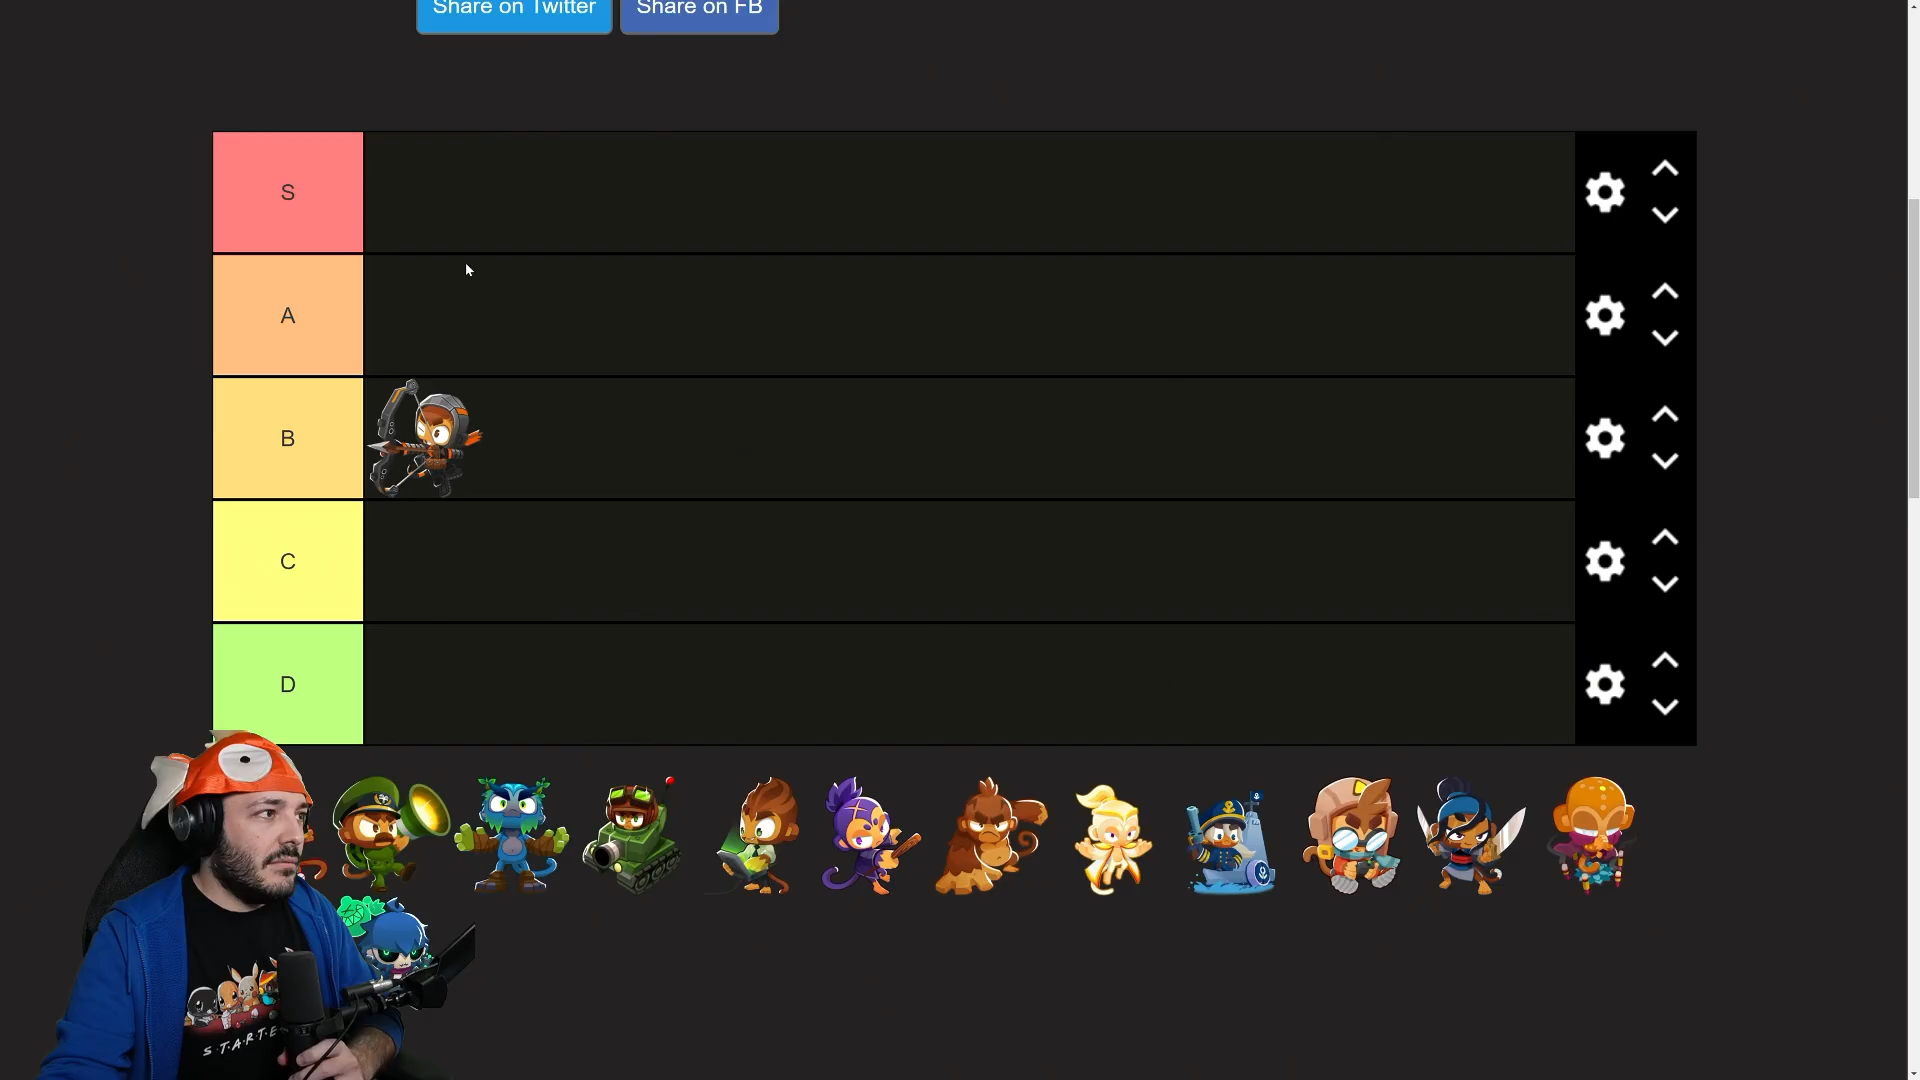 Share on Twitter
Share on FB
S
A
B
C
D
S.T.A.R.T.E